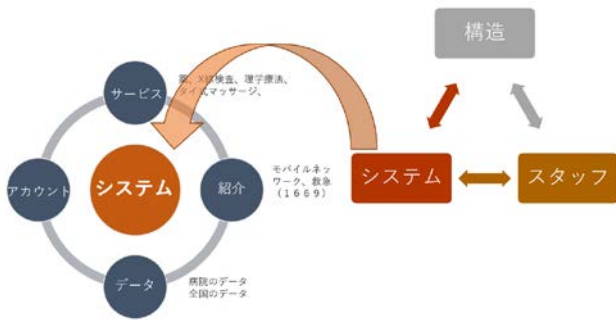 構造
サービス
薬、X線検査、理学療法、
タイ式マッサージ、
アカウント
システム
紹介
モバイルネッ
ワーク、救急
(1669)
システム
スタッフ
データ
病院のデータ
全国のデータ